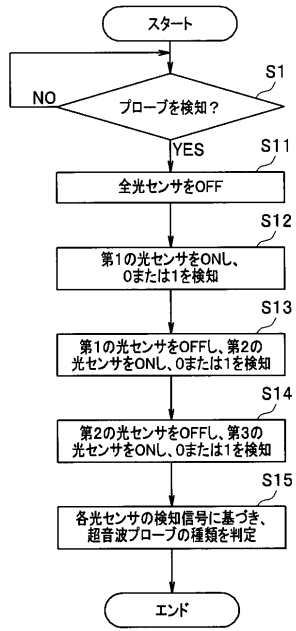 スタート
S1
プローブを検知？
NO
YES
S11
全光センサをOFF
S12
第1の光センサをONし、
0または1を検知
S13
第1の光センサをOFFし、第2の
光センサをONし、0または1を検知
S14
第2の光センサをOFFし、第3の
光センサをONし、0または1を検知
S15
各光センサの検知信号に基づき、
超音波プローブの種類を判定
エンド